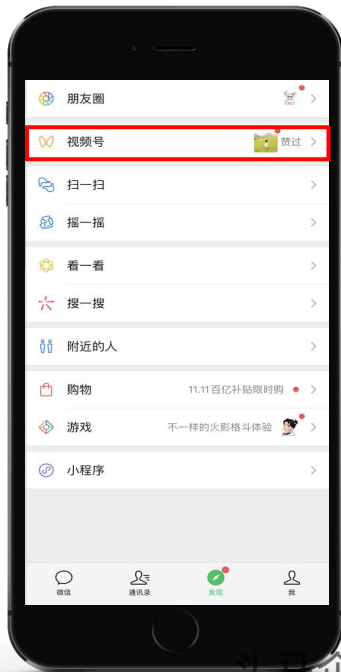 朋友圈
视频号 赞过
扫一扫
摇一摇
看一看
搜一搜
附近的人
购物 11.11百亿补贴限时购
游戏 不一样的火影格斗体验
小程序
微信 通讯录 发现 我